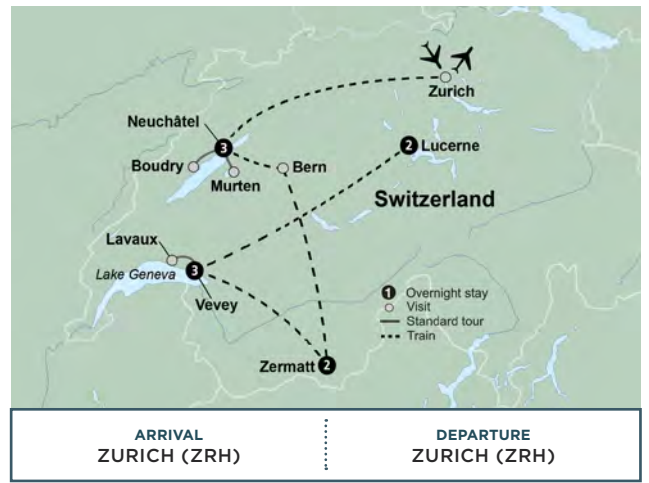 Zurich
Neuchâtel
3
2 Lucerne
Boudry
Bern
Murten
Switzerland
Lavaux
Lake Geneva
3
Vevey
1 Overnight stay
Visit
Standard tour
Train
Zermatt 2
ARRIVAL
ZURICH (ZRH)
DEPARTURE
ZURICH (ZRH)